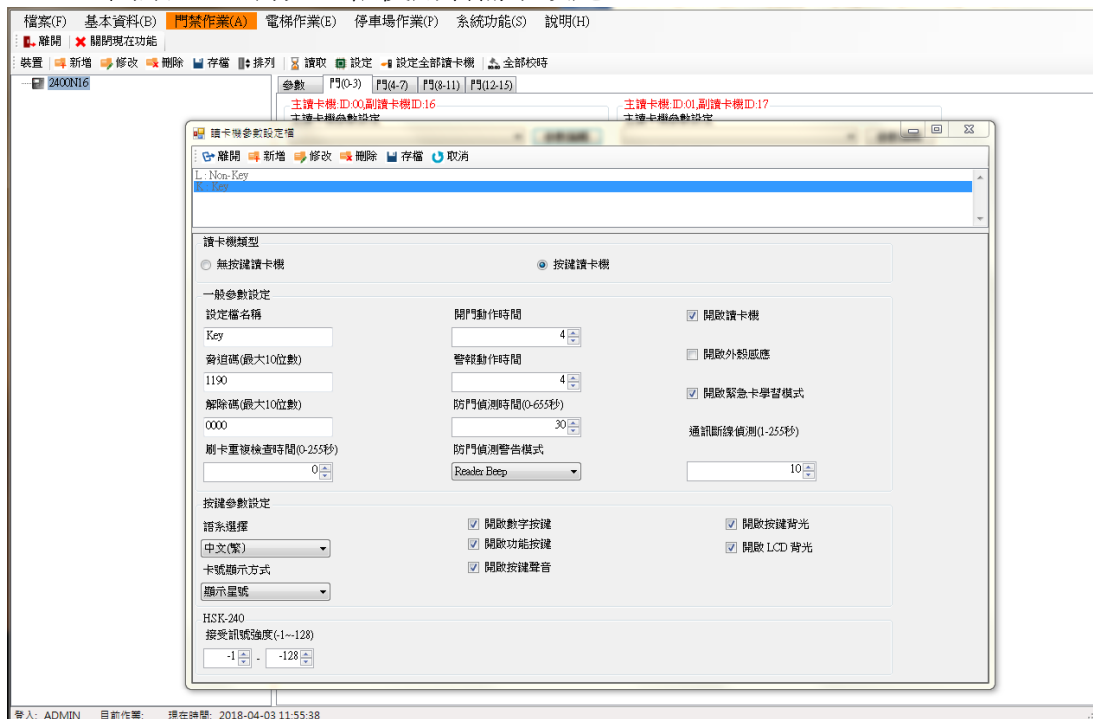 檔案(F) 基本資料(B) 門禁作業(A) 電梯作業(E) 停車場作業(P) 系統功能(S) 說明(H)
離開 關閉現在功能
裝置 新增 修改 刪除 存檔 排列 讀取 設定 設定全部讀卡機 全部校時
2400N16
參數 門(0-3) 門(4-7) 門(8-11) 門(12-15)
主讀卡機:ID:00,副讀卡機ID:16 主讀卡機:ID:01,副讀卡機ID:17
主讀卡機參數設定 主讀卡機參數設定
讀卡機參數設定檔
離開 新增 修改 刪除 存檔 取消
L : Non-Key
K : Key
讀卡機類型
無按鍵讀卡機 按鍵讀卡機
一般參數設定
設定檔名稱 開門動作時間 開啟讀卡機
Key 4
脅迫碼(最大10位數) 警報動作時間 開啟外殼感應
1190 4
開啟緊急卡學習模式
解除碼(最大10位數) 防門偵測時間(0-655秒)
0000 30
通訊斷線偵測(1-255秒)
刷卡重複檢查時間(0-255秒) 防門偵測警告模式
0 Reader Beep 10
按鍵參數設定
語系選擇 開啟數字按鍵 開啟按鍵背光
中文(繁) 開啟功能按鍵 開啟 LCD 背光
卡號顯示方式 開啟按鍵聲音
顯示星號
HSK-240
接受訊號強度(-1~-128)
-1 - -128
登入: ADMIN 目前作業: 現在時間: 2018-04-03 11:55:38